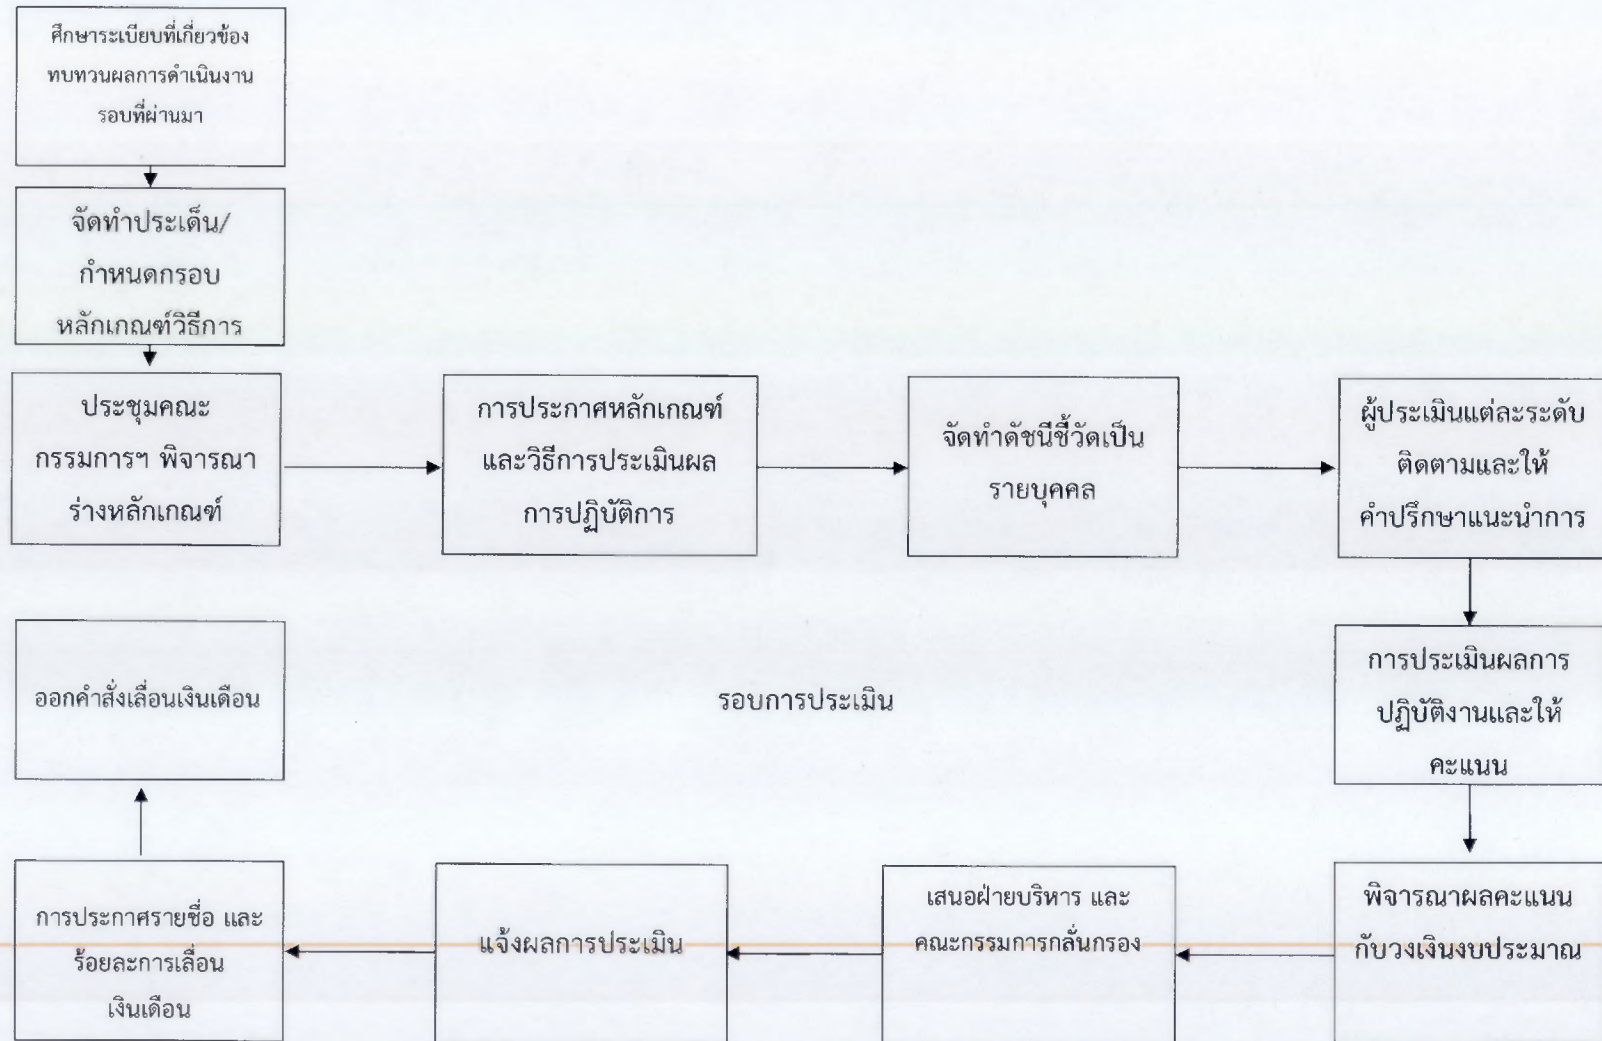 ศึกษาระเบียบที่เกี่ยวข้อง
ทบทวนผลการดำเนินงาน
รอบที่ผ่านมา
จัดทำประเด็น/
กำหนดกรอบ
หลักเกณฑ์วิธีการ
ประชุมคณะ
กรรมการฯ พิจารณา
ร่างหลักเกณฑ์
การประกาศหลักเกณฑ์
และวิธีการประเมินผล
การปฏิบัติการ
จัดทำดัชนีชี้วัดเป็น
รายบุคคล
ผู้ประเมินแต่ละระดับ
ติดตามและให้
คำปรึกษาแนะนำการ
การประเมินผลการ
ปฏิบัติงานและให้
คะแนน
พิจารณาผลคะแนน
กับวงเงินงบประมาณ
เสนอฝ่ายบริหาร และ
คณะกรรมการกลั่นกรอง
แจ้งผลการประเมิน
การประกาศรายชื่อ และ
ร้อยละการเลื่อน
เงินเดือน
ออกคำสั่งเลื่อนเงินเดือน
รอบการประเมิน